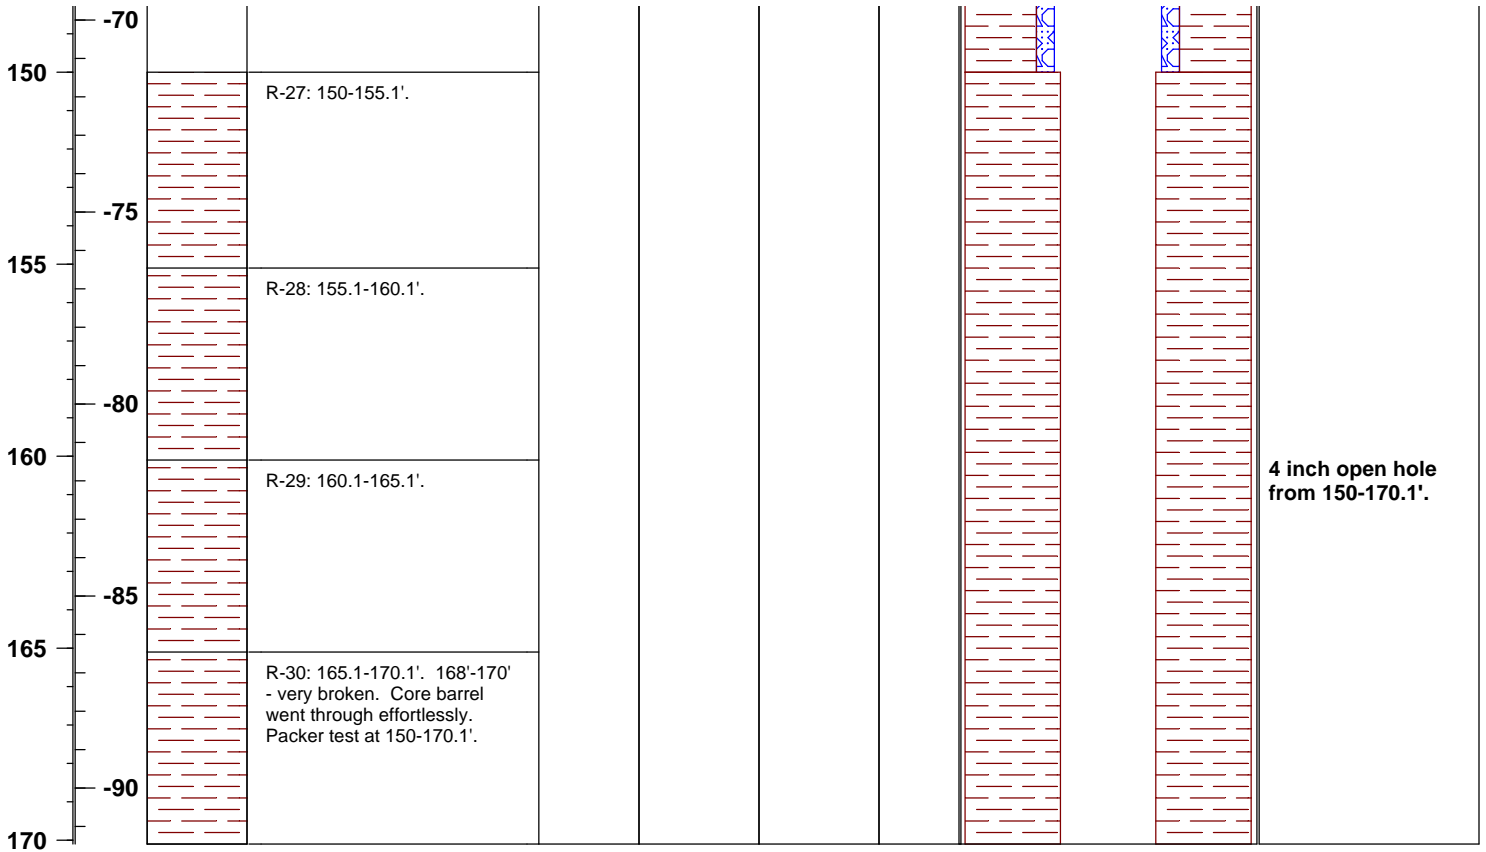 -70
150
R-27: 150-155.1'.
-75
155
R-28: 155.1-160.1'.
-80
160
4 inch open hole
from 150-170.1'.
R-29: 160.1-165.1'.
-85
165
R-30: 165.1-170.1'.  168'-170'
- very broken.  Core barrel
went through effortlessly.
Packer test at 150-170.1'.
-90
170